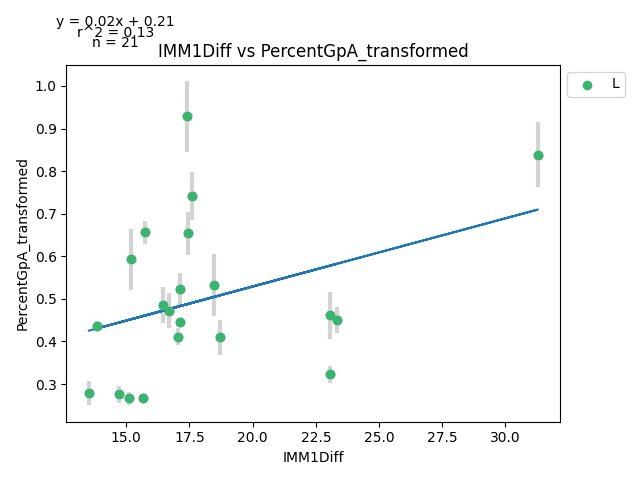 y = 0.02x + 0.21
r^2 = 0.13
n = 21
IMM1Diff vs PercentGpA_transformed
L
1.0
0.9
0.8
0.7
0.6
0.5
0.4
0.3
PercentGpA_transformed
15.0 17.5 20.0 22.5 25.0 27.5 30.0
IMM1Diff